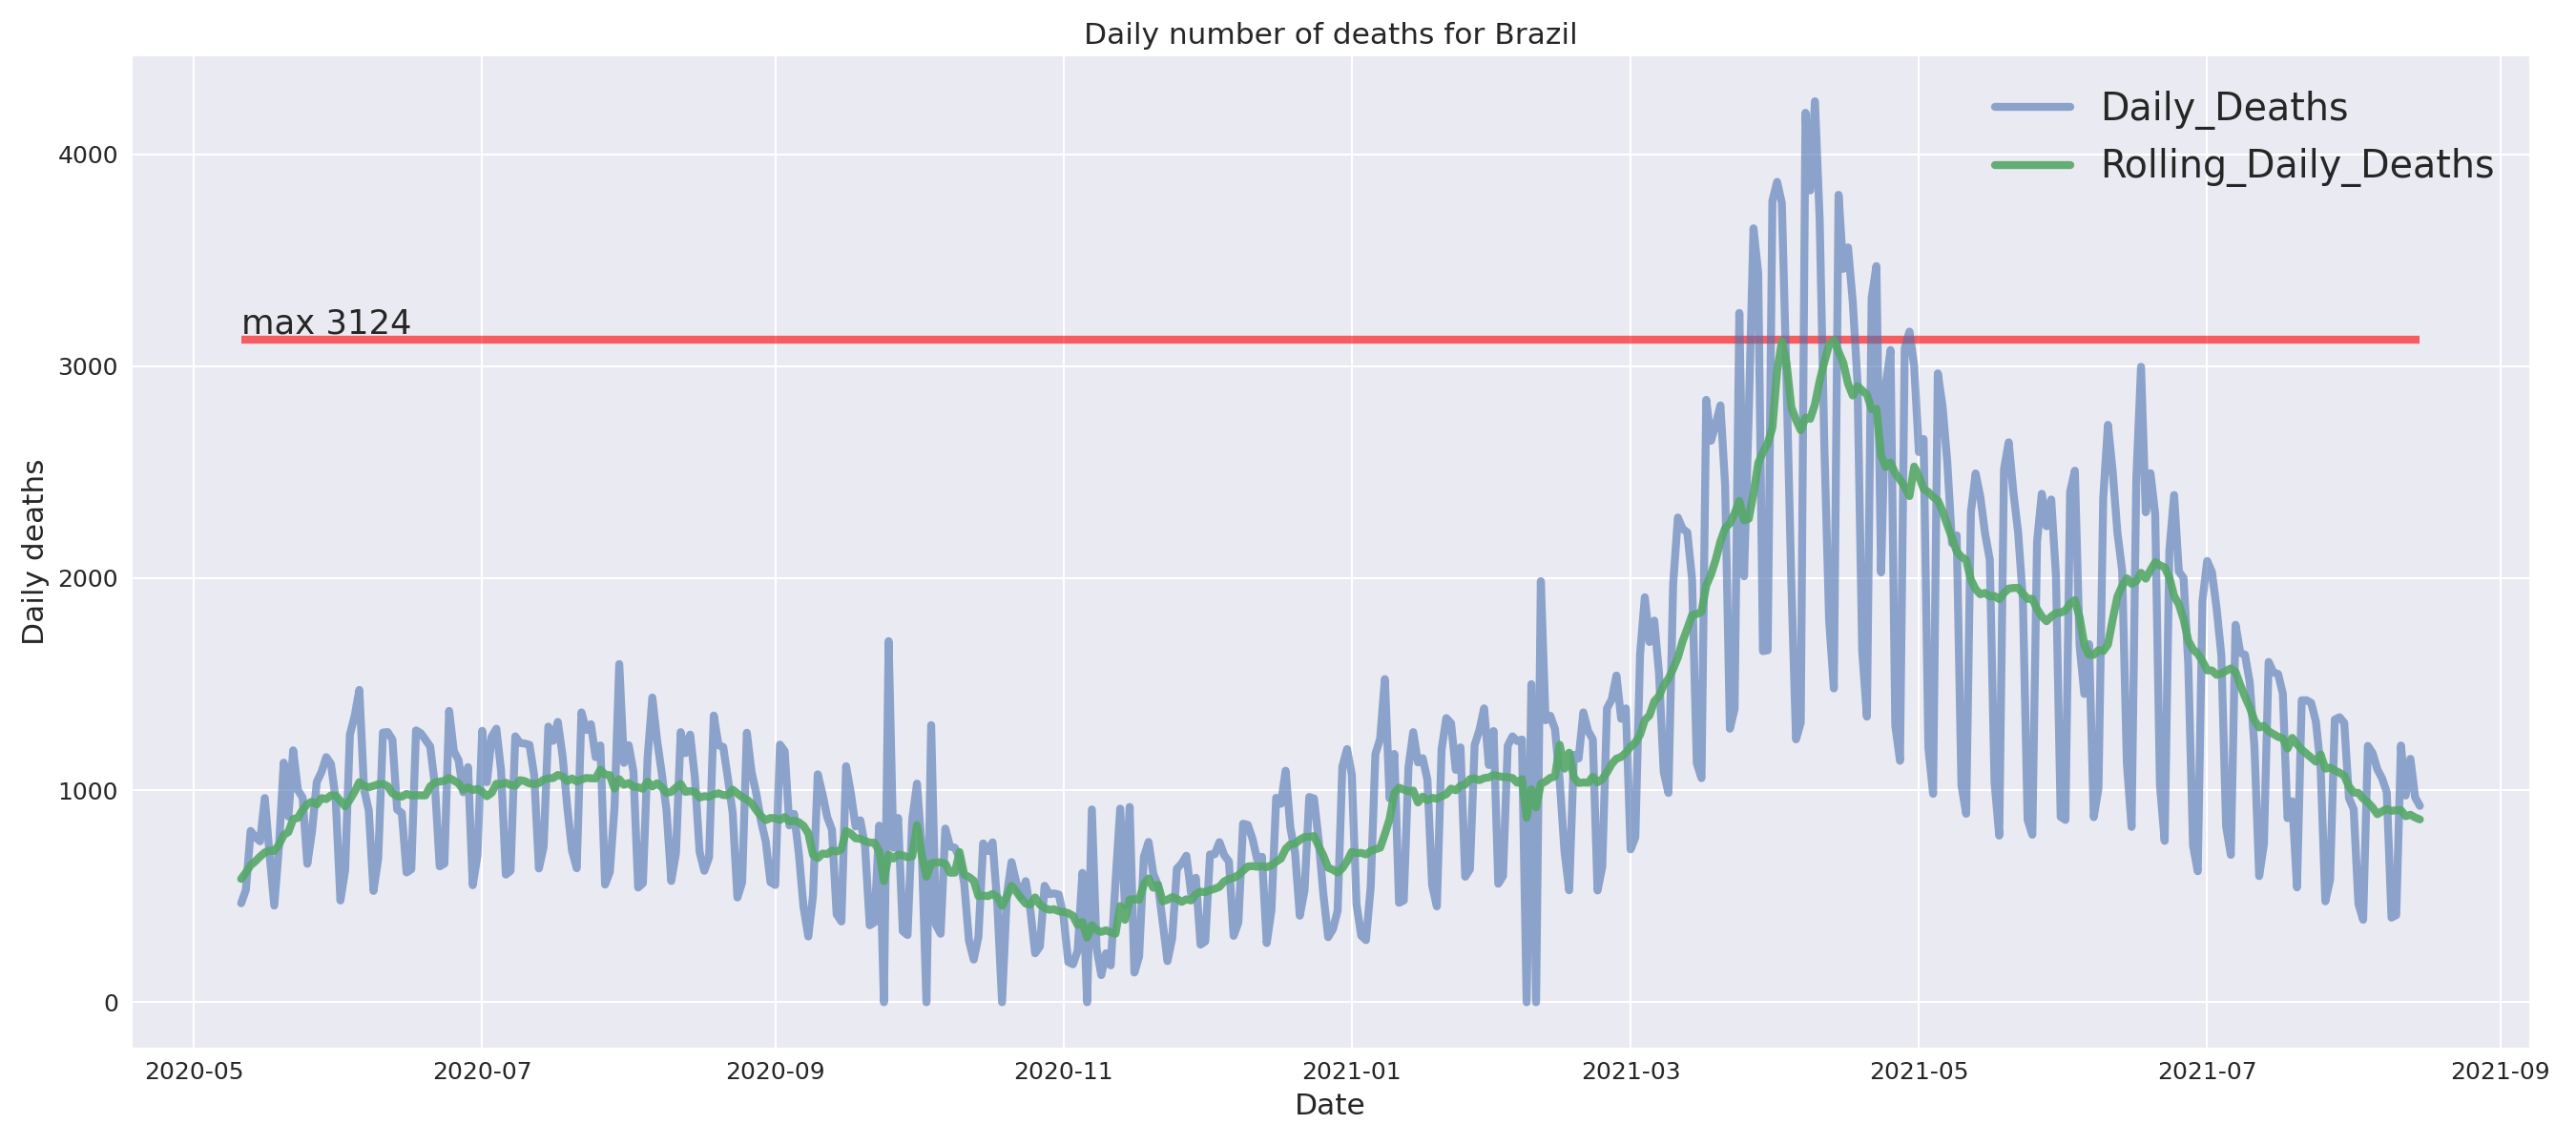 Daily number of deaths for Brazil
Daily_Deaths
Rolling_Daily_Deaths
4000
max 3124
3000
Daily deaths
2000
1000
0
2020-05 2020-07 2020-09 2020-11 2021-01 2021-03 2021-05 2021-07 2021-09
Date